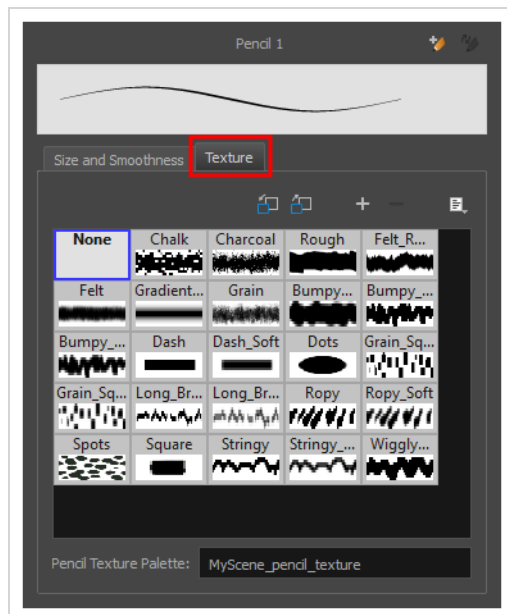 Pencil 1
Size and Smoothness Texture
None Chalk Charcoal Rough Felt_R...
Felt Gradient... Grain Bumpy... Bumpy_...
Bumpy_... Dash Dash_Soft Dots Grain_Sq...
Grain_Sq... Long_Br... Long_Br... Ropy Ropy_Soft
Spots Square Stringy Stringy_... Wiggly...
Pencil Texture Palette: MyScene_pencil_texture